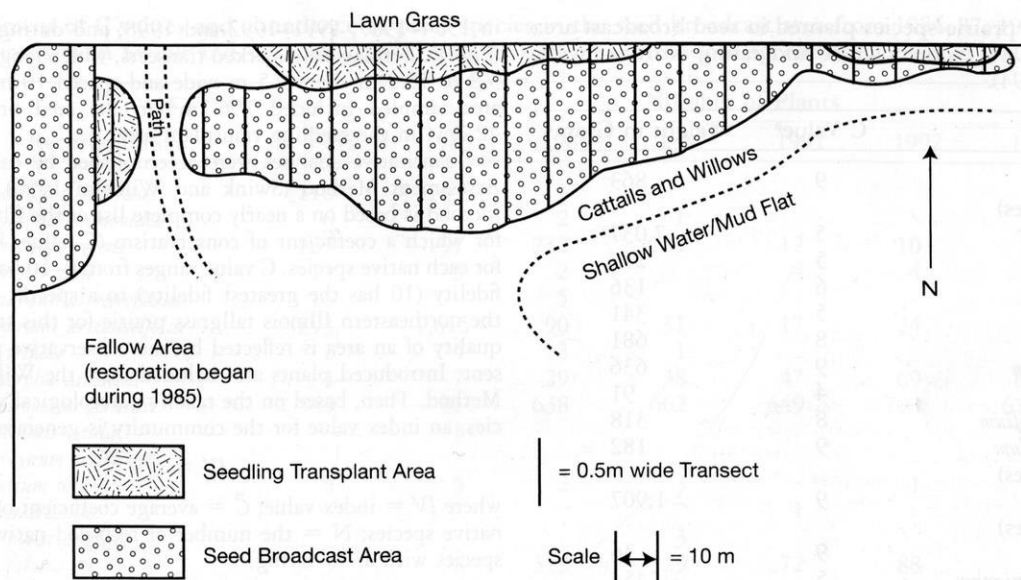 Lawn Grass
Path
Cattails and Willows
Shallow Water/Mud Flat
N
Fallow Area
(restoration began
during 1985)
Seedling Transplant Area
= 0.5m wide Transect
Seed Broadcast Area
Scale = 10 m